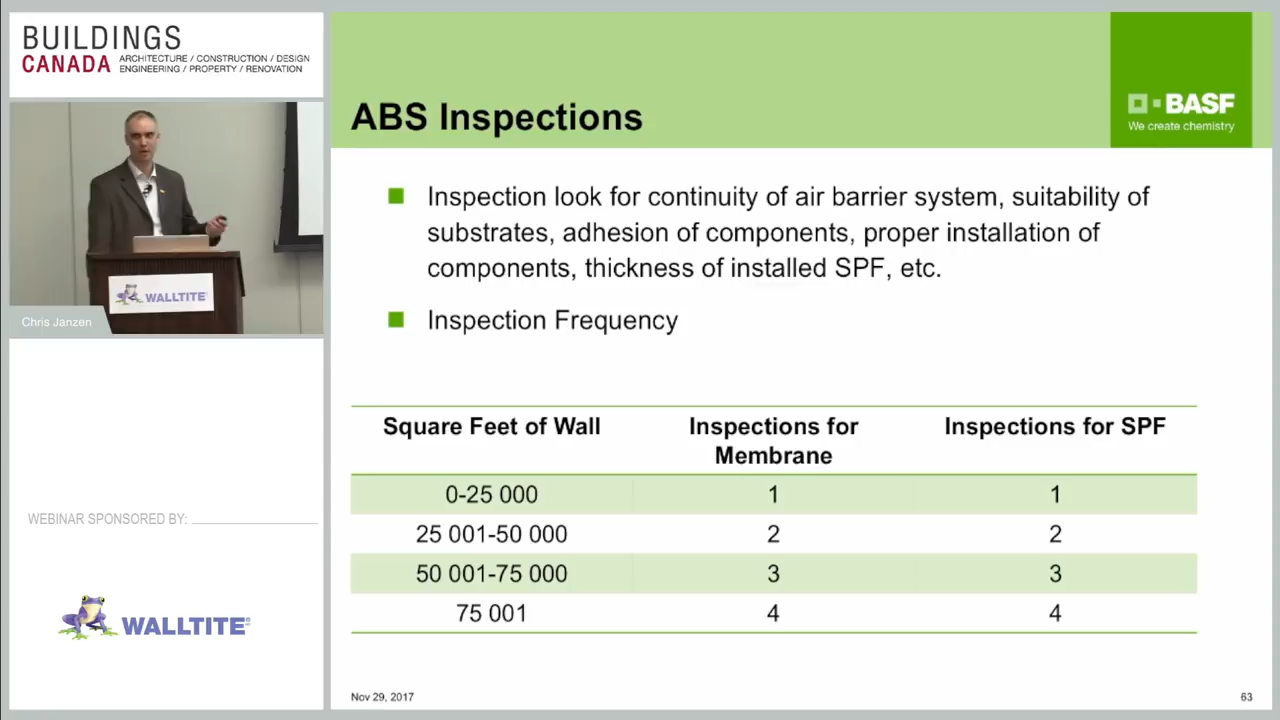 BUILDINGS
CANADA
ARCHITECTURE / CONSTRUCTION / DESIGN
ENGINEERING / PROPERTY / RENOVATION
WALLTITE
Chris Janzen
WEBINAR SPONSORED BY:
WALLTITE®
ABS Inspections
BASF
We create chemistry
Inspection look for continuity of air barrier system, suitability of
substrates, adhesion of components, proper installation of
components, thickness of installed SPF, etc.
Inspection Frequency
Square Feet of Wall
Inspections for
Membrane
Inspections for SPF
0-25 000 1 1
25 001-50 000 2 2
50 001-75 000 3 3
75 001 4 4
Nov 29, 2017
63